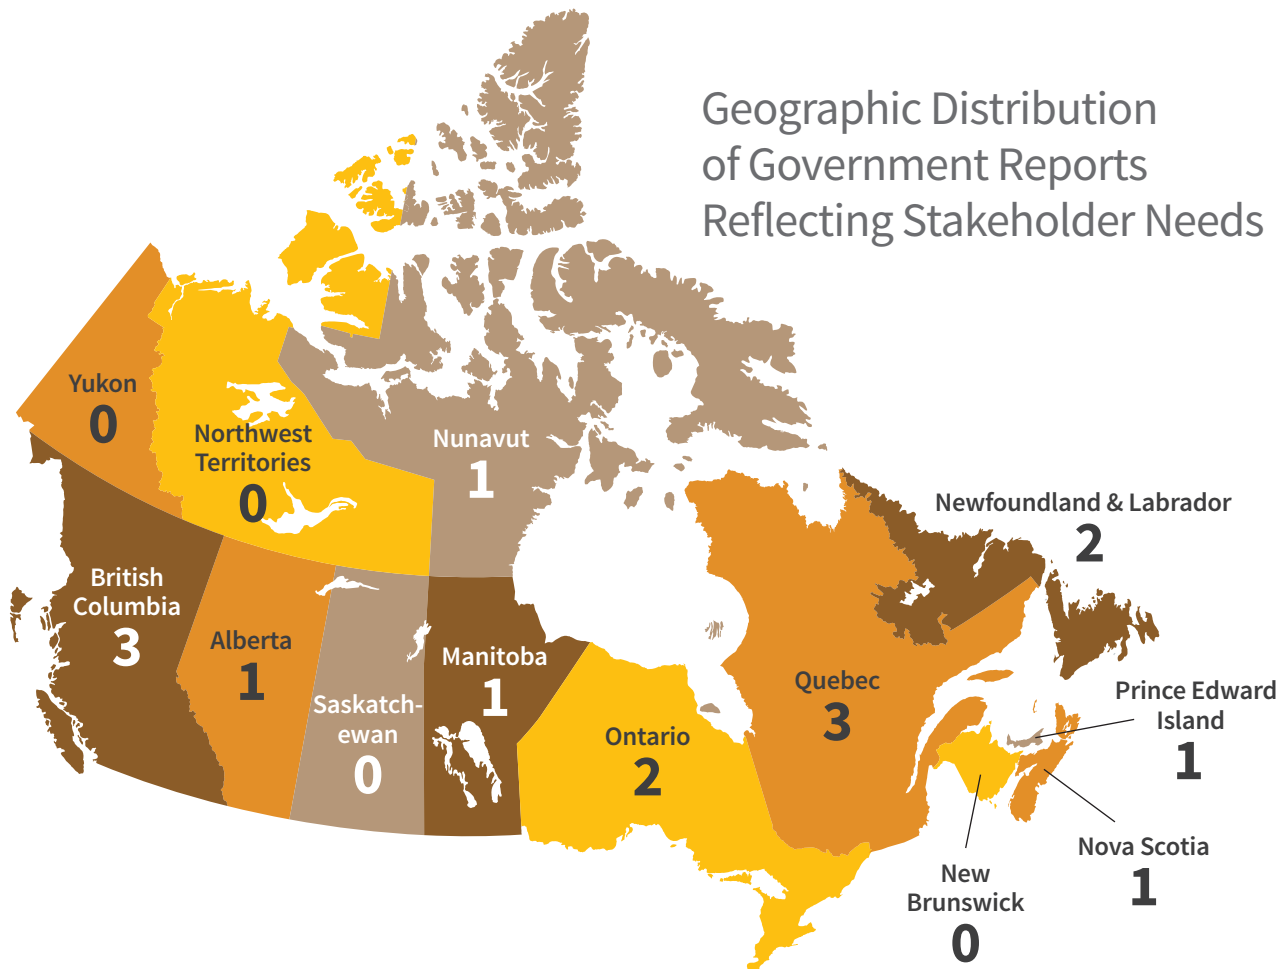 Geographic Distribution
of Government Reports
Reflecting Stakeholder Needs
Yukon
0
Northwest
Territories
0
Nunavut
1
Newfoundland & Labrador
2
British
Columbia
3
Alberta
1
Saskatch-
ewan
0
Manitoba
1
Ontario
2
Quebec
3
Prince Edward
Island
1
Nova Scotia
1
New
Brunswick
0